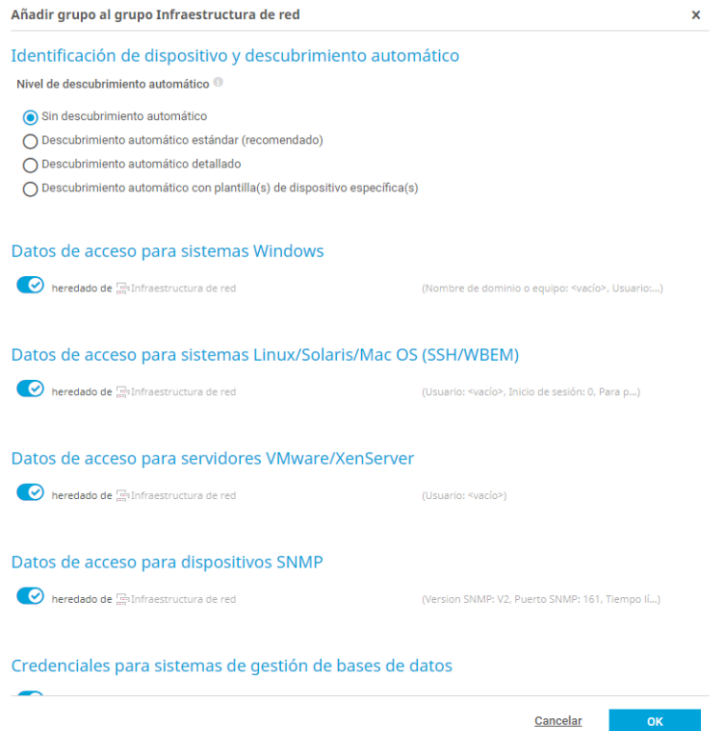 Añadir grupo al grupo Infraestructura de red x
Identificación de dispositivo y descubrimiento automático
Nivel de descubrimiento automático
Sin descubrimiento automático
Descubrimiento automático estándar (recomendado)
Descubrimiento automático detallado
Descubrimiento automático con plantilla(s) de dispositivo específica(s)
Datos de acceso para sistemas Windows
heredado de Infraestructura de red (Nombre de dominio o equipo: <vacío>, Usuario:...)
Datos de acceso para sistemas Linux/Solaris/Mac OS (SSH/WBEM)
heredado de Infraestructura de red (Usuario: <vacío>, Inicio de sesión: 0, Para p...)
Datos de acceso para servidores VMware/XenServer
heredado de Infraestructura de red (Usuario: <vacío>)
Datos de acceso para dispositivos SNMP
heredado de Infraestructura de red (Version SNMP: V2, Puerto SNMP: 161, Tiempo lí...)
Credenciales para sistemas de gestión de bases de datos
Cancelar OK